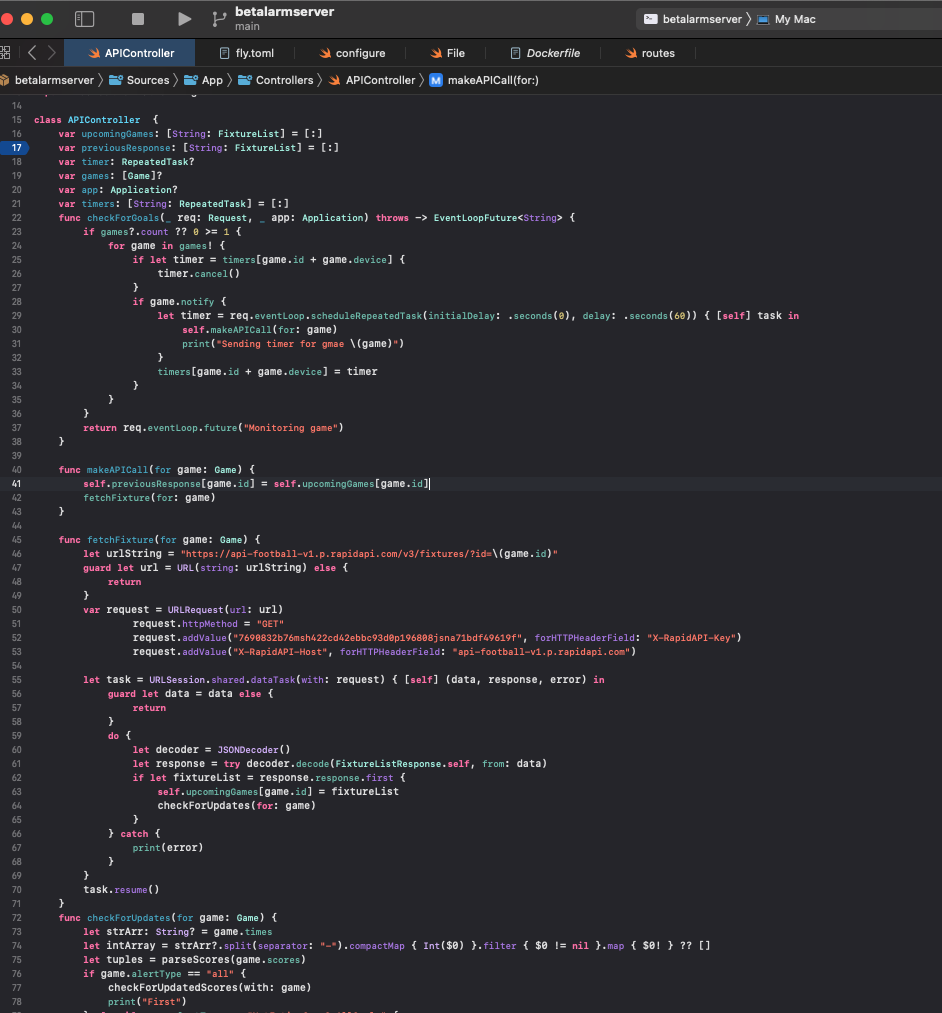 betalarmserver
main
betalarmserver 〉 My Mac
APIController fly.toml configure File Dockerfile routes
betalarmserver 〉 Sources 〉 App 〉 Controllers 〉 APIController 〉 M makeAPICall(for:)
14
15 class APIController {
16 var upcomingGames: [String: FixtureList] = [:]
17 var previousResponse: [String: FixtureList] = [:]
18 var timer: RepeatedTask?
19 var games: [Game]?
20 var app: Application?
21 var timers: [String: RepeatedTask] = [:]
22 func checkForGoals(_ req: Request, _ app: Application) throws -> EventLoopFuture<String> {
23 if games?.count ?? 0 >= 1 {
24 for game in games! {
25 if let timer = timers[game.id + game.device] {
26 timer.cancel()
27 }
28 if game.notify {
29 let timer = req.eventLoop.scheduleRepeatedTask(initialDelay: .seconds(0), delay: .seconds(60)) { [self] task in
30 self.makeAPICall(for: game)
31 print("Sending timer for gmae \(game)")
32 }
33 timers[game.id + game.device] = timer
34 }
35 }
36 }
37 return req.eventLoop.future("Monitoring game")
38 }
39
40 func makeAPICall(for game: Game) {
41 self.previousResponse[game.id] = self.upcomingGames[game.id]
42 fetchFixture(for: game)
43 }
44
45 func fetchFixture(for game: Game) {
46 let urlString = "https://api-football-v1.p.rapidapi.com/v3/fixtures/?id=\(game.id)"
47 guard let url = URL(string: urlString) else {
48 return
49 }
50 var request = URLRequest(url: url)
51 request.httpMethod = "GET"
52 request.addValue("7690832b76msh422cd42ebbc93d0p196808jsna71bdf49619f", forHTTPHeaderField: "X-RapidAPI-Key")
53 request.addValue("X-RapidAPI-Host", forHTTPHeaderField: "api-football-v1.p.rapidapi.com")
54
55 let task = URLSession.shared.dataTask(with: request) { [self] (data, response, error) in
56 guard let data = data else {
57 return
58 }
59 do {
60 let decoder = JSONDecoder()
61 let response = try decoder.decode(FixtureListResponse.self, from: data)
62 if let fixtureList = response.response.first {
63 self.upcomingGames[game.id] = fixtureList
64 checkForUpdates(for: game)
65 }
66 } catch {
67 print(error)
68 }
69 }
70 task.resume()
71 }
72 func checkForUpdates(for game: Game) {
73 let strArr: String? = game.times
74 let intArray = strArr?.split(separator: "-").compactMap { Int($0) }.filter { $0 != nil }.map { $0! } ?? []
75 let tuples = parseScores(game.scores)
76 if game.alertType == "all" {
77 checkForUpdatedScores(with: game)
78 print("First")